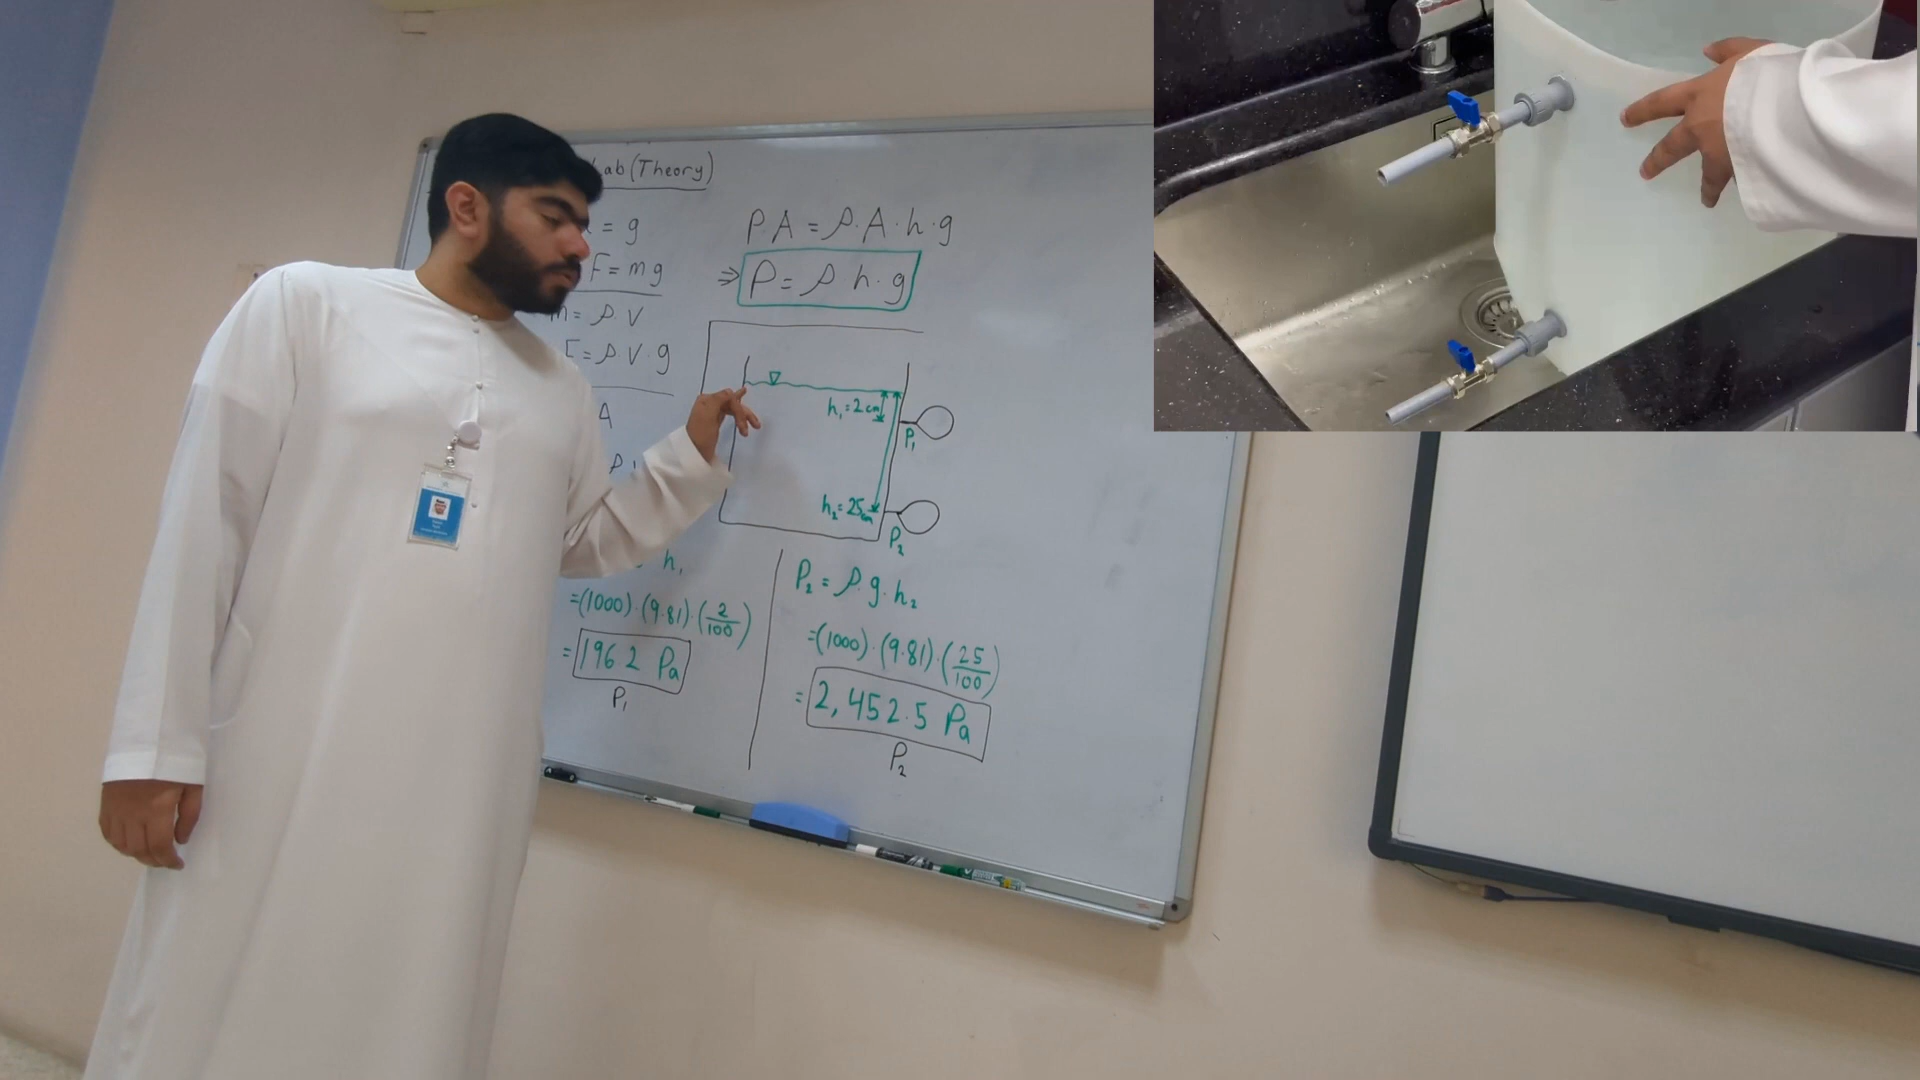 ab (Theory)
= g
F = mg
= ρ V
= ρ V · g
A
P A = ρ · A · h · g
⇒ P = ρ h · g
h₁ = 2 cm
P₁
h₂ = 25 cm
P₂
h₁
= (1000) · (9.81) · (2/100)
= 196.2 Pa
P₁
P₂ = ρ · g · h₂
= (1000) · (9.81) · (25/100)
= 2,452.5 Pa
P₂